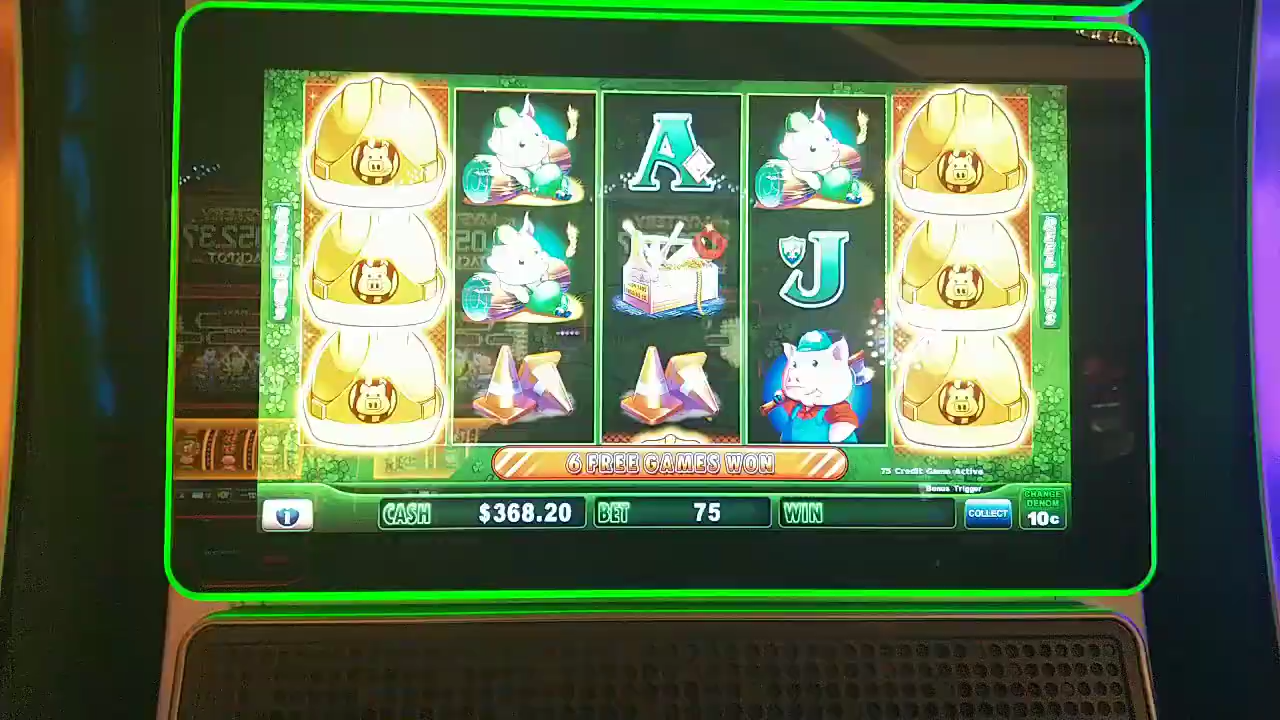 A
J
6 FREE GAMES WON
75 Credit Game Active
Bonus Trigger
CASH $368.20 BET 75 WIN
COLLECT
CHANGE
DENOM
10¢